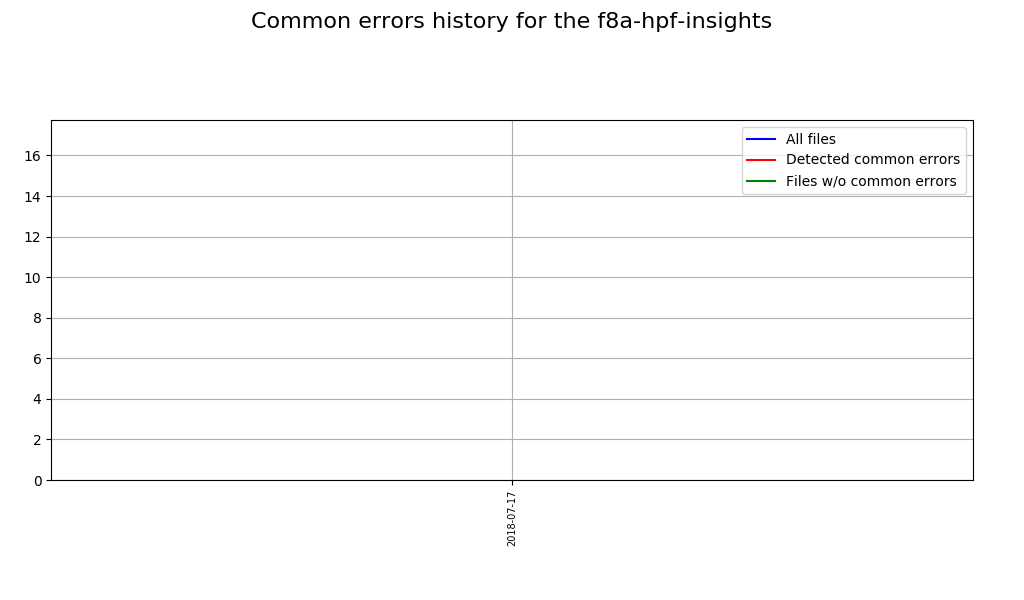 Common errors history for the f8a-hpf-insights
All files
Detected common errors
Files w/o common errors
16
14
12
10
8
6
4
2
0
2018-07-17